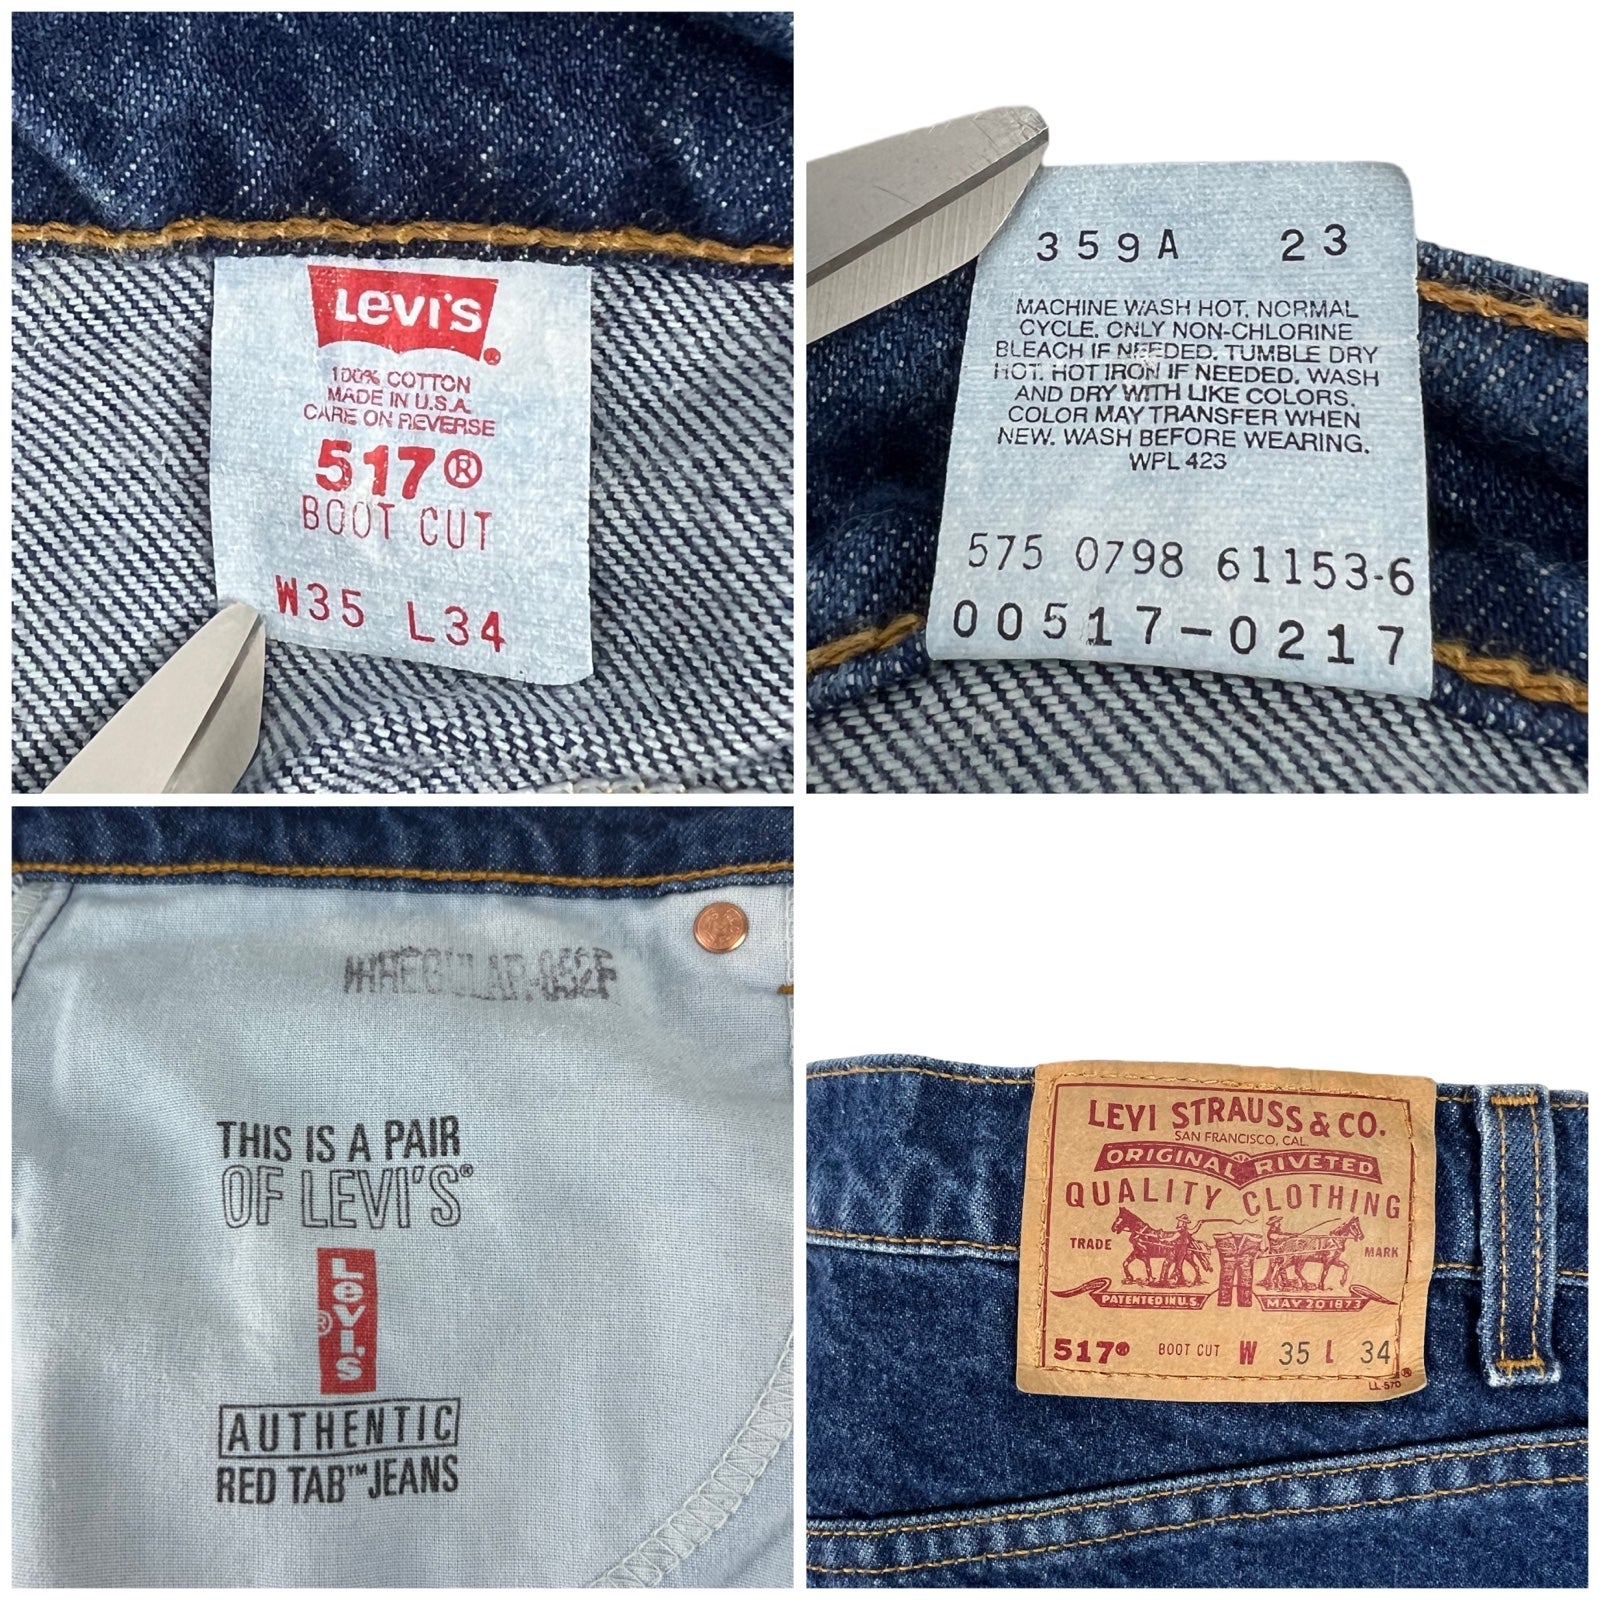 Levi's®
100% COTTON
MADE IN U.S.A.
CARE ON REVERSE
517®
BOOT CUT
W35 L34
359A 23
MACHINE WASH HOT, NORMAL
CYCLE. ONLY NON-CHLORINE
BLEACH IF NEEDED. TUMBLE DRY
HOT. HOT IRON IF NEEDED. WASH
AND DRY WITH LIKE COLORS.
COLOR MAY TRANSFER WHEN
NEW. WASH BEFORE WEARING.
WPL 423
575 0798 61153-6
00517-0217
IRREGULAR-052F
THIS IS A PAIR
OF LEVI'S®
Levi's®
AUTHENTIC
RED TAB™ JEANS
LEVI STRAUSS & CO.
SAN FRANCISCO, CAL.
ORIGINAL RIVETED
QUALITY CLOTHING
TRADE MARK
PATENTED IN U.S. MAY 20 1873
517® BOOT CUT W 35 L 34
®
LL-570